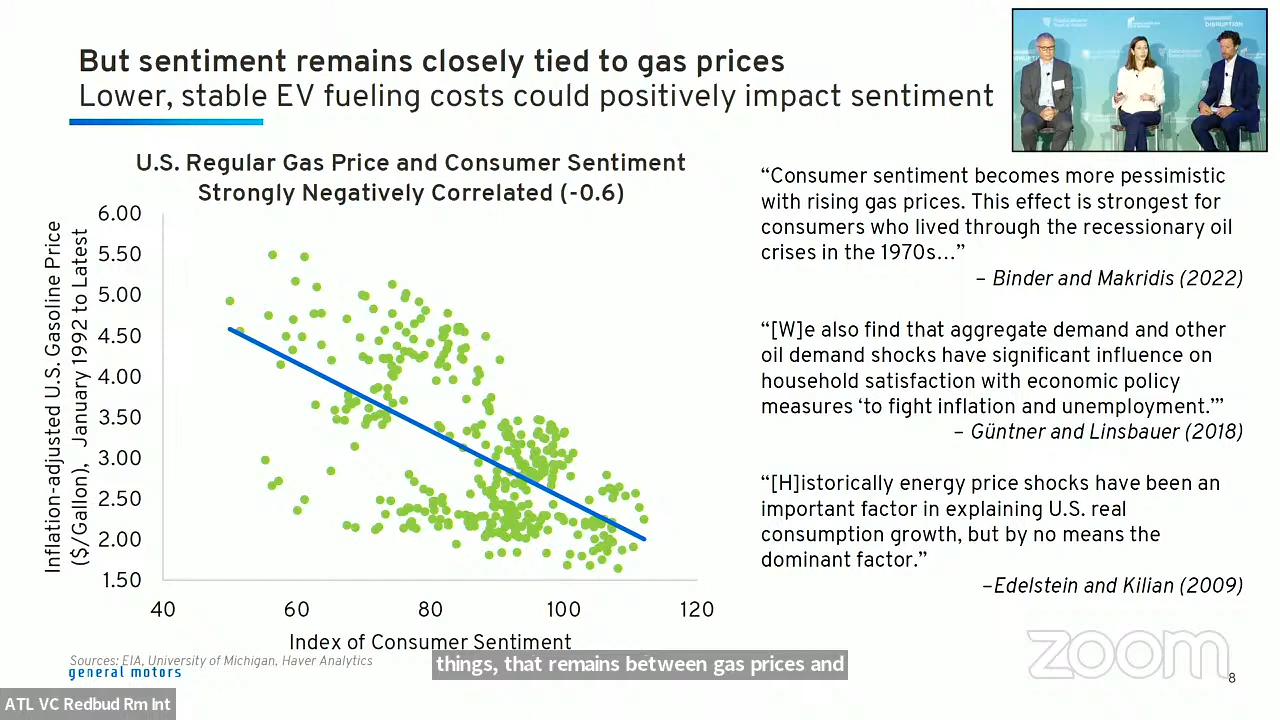 But sentiment remains closely tied to gas prices
Lower, stable EV fueling costs could positively impact sentiment
DISRUPTION
U.S. Regular Gas Price and Consumer Sentiment
Strongly Negatively Correlated (-0.6)
Inflation-adjusted U.S. Gasoline Price
($/Gallon), January 1992 to Latest
6.00
5.50
5.00
4.50
4.00
3.50
3.00
2.50
2.00
1.50
40
60
80
100
120
Index of Consumer Sentiment
“Consumer sentiment becomes more pessimistic
with rising gas prices. This effect is strongest for
consumers who lived through the recessionary oil
crises in the 1970s…”
– Binder and Makridis (2022)
“[W]e also find that aggregate demand and other
oil demand shocks have significant influence on
household satisfaction with economic policy
measures ‘to fight inflation and unemployment.’”
– Güntner and Linsbauer (2018)
“[H]istorically energy price shocks have been an
important factor in explaining U.S. real
consumption growth, but by no means the
dominant factor.”
–Edelstein and Kilian (2009)
Sources: EIA, University of Michigan, Haver Analytics
general motors
things, that remains between gas prices and
zoom
8
ATL VC Redbud Rm Int